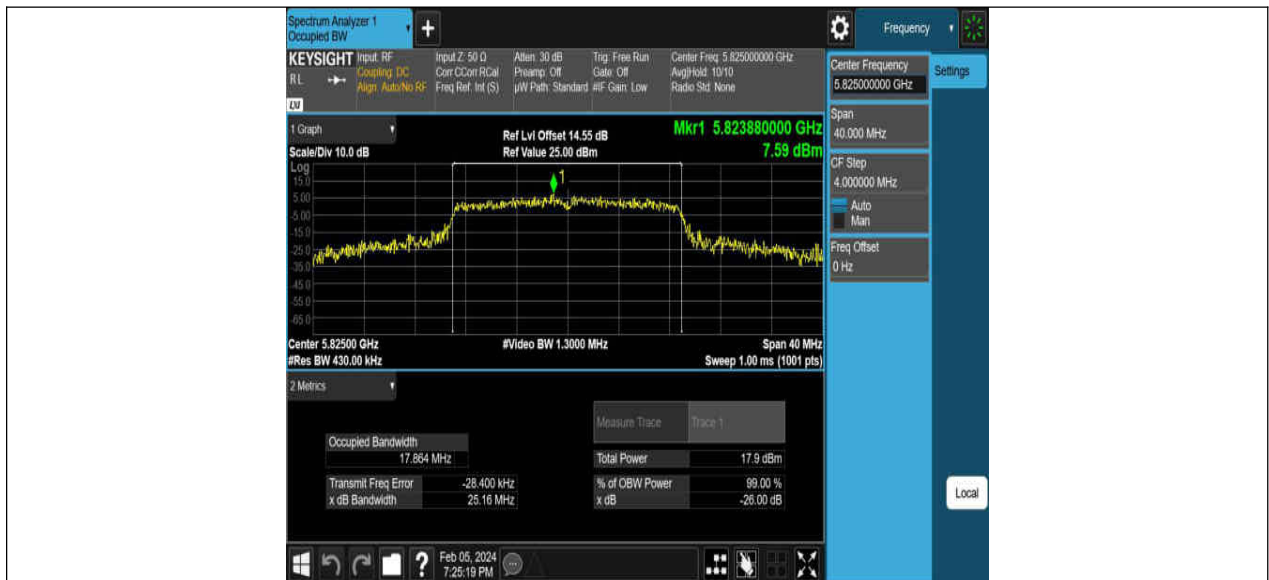 Spectrum Analyzer 1
Occupied BW
+
Frequency
KEYSIGHT
RL
LXI
Input: RF
Coupling: DC
Align: Auto/No RF
Input Z: 50 Ω
Corr CCorr RCal
Freq Ref: Int (S)
Atten: 30 dB
Preamp: Off
µW Path: Standard
Trig: Free Run
Gate: Off
#IF Gain: Low
Center Freq: 5.825000000 GHz
Avg|Hold: 10/10
Radio Std: None
Center Frequency
5.825000000 GHz
Settings
Span
40.000 MHz
CF Step
4.000000 MHz
Auto
Man
Freq Offset
0 Hz
Local
1 Graph
Scale/Div 10.0 dB
Ref Lvl Offset 14.55 dB
Ref Value 25.00 dBm
Mkr1 5.823880000 GHz
7.59 dBm
Log
15.0
5.00
-5.00
-15.0
-25.0
-35.0
-45.0
-55.0
-65.0
1
Center 5.82500 GHz
#Video BW 1.3000 MHz
Span 40 MHz
#Res BW 430.00 kHz
Sweep 1.00 ms (1001 pts)
2 Metrics
Measure Trace Trace 1
Occupied Bandwidth
17.864 MHz
Total Power 17.9 dBm
Transmit Freq Error -28.400 kHz
% of OBW Power 99.00 %
x dB Bandwidth 25.16 MHz
x dB -26.00 dB
?
Feb 05, 2024
7:25:19 PM